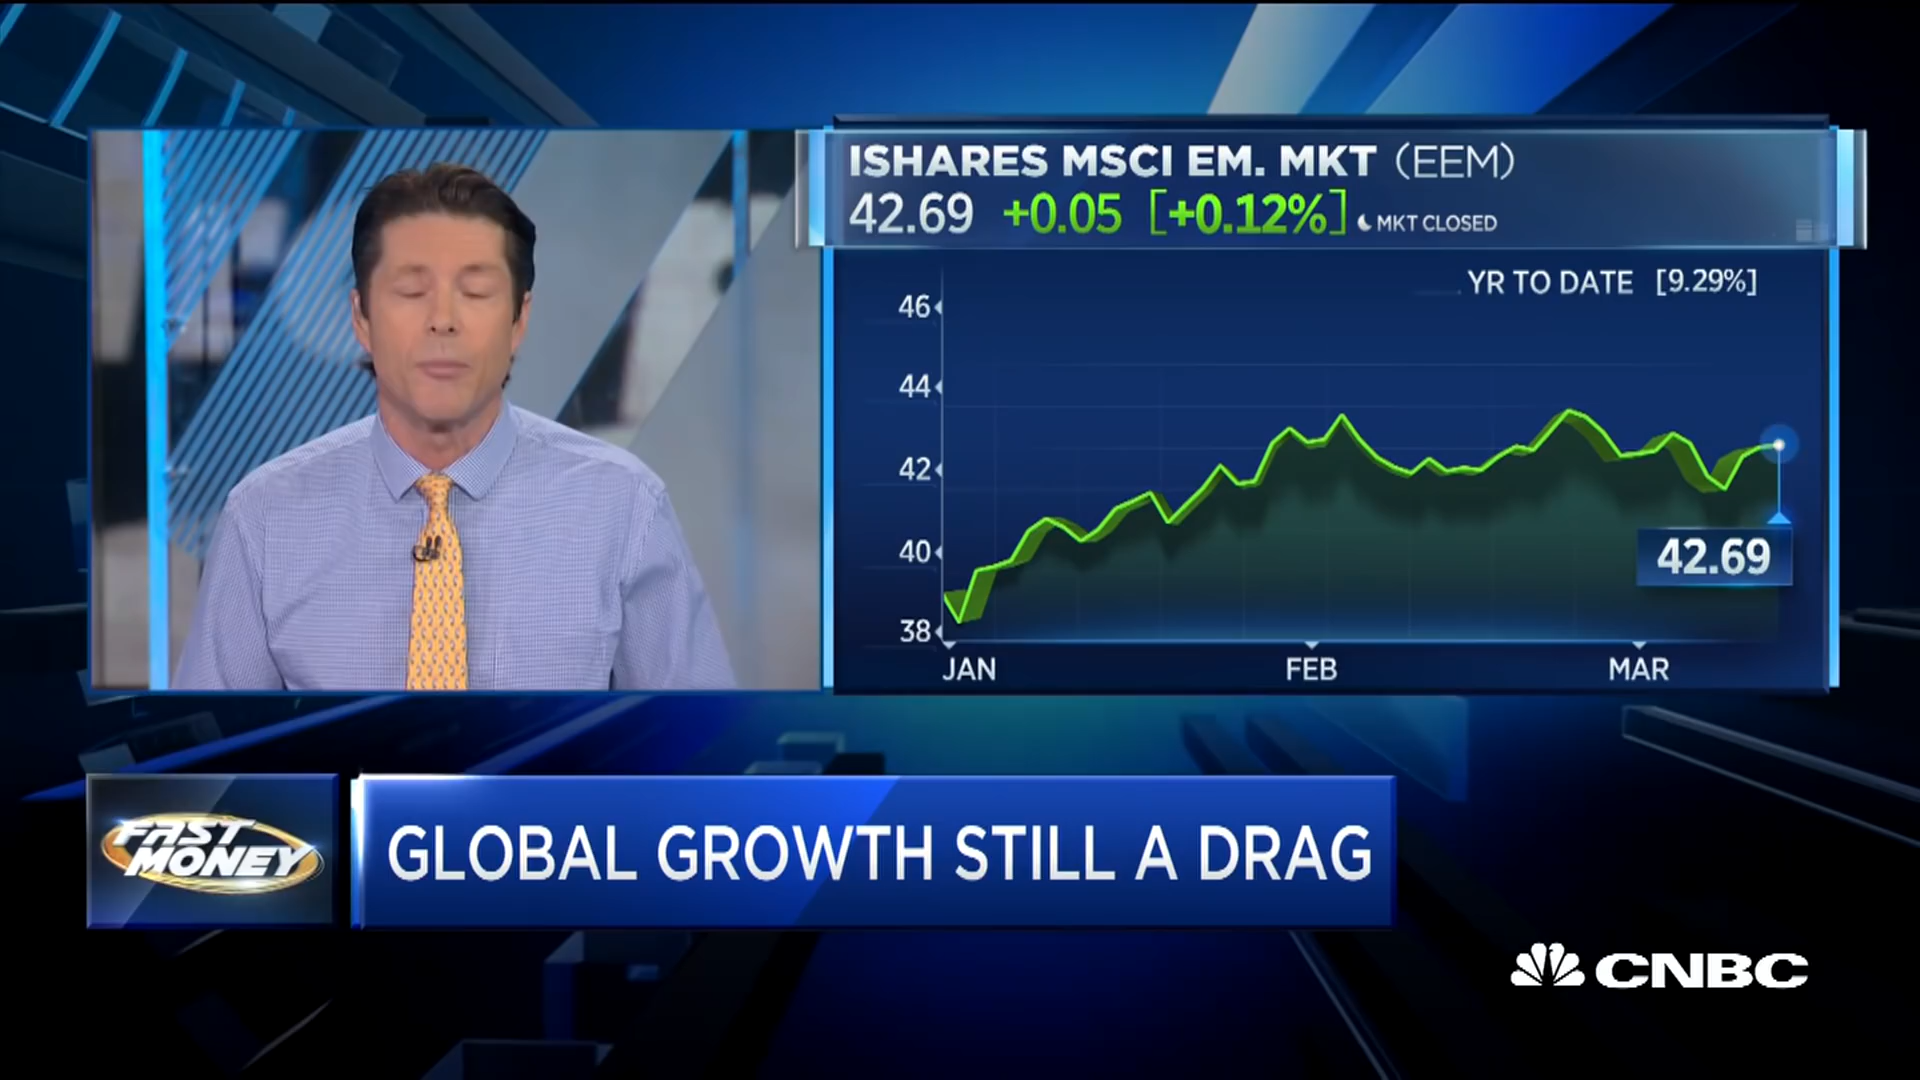 ISHARES MSCI EM. MKT (EEM)
42.69 +0.05 [+0.12%] MKT CLOSED
YR TO DATE [9.29%]
46
44
42
40
38
42.69
JAN FEB MAR
FAST
MONEY
GLOBAL GROWTH STILL A DRAG
CNBC